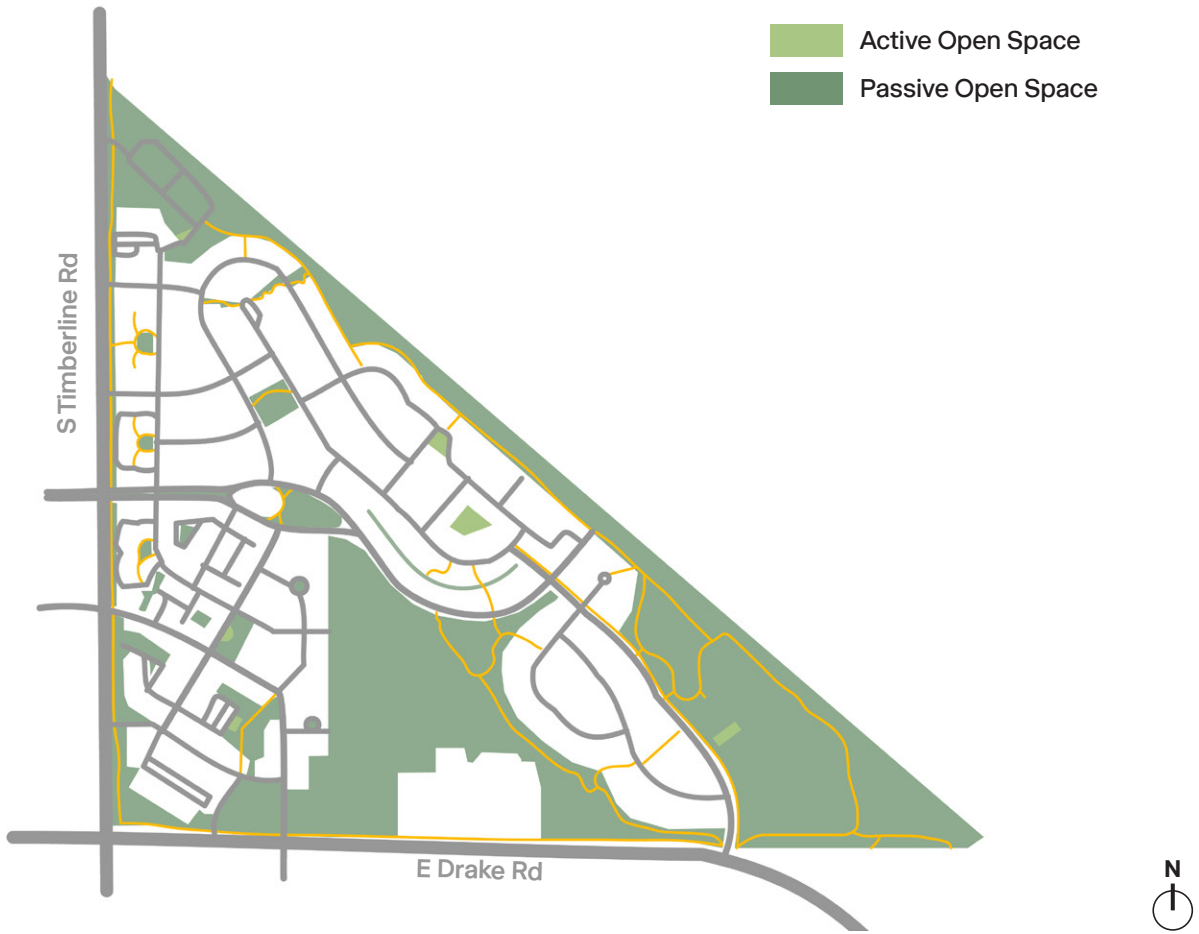 Active Open Space
Passive Open Space
S Timberline Rd
E Drake Rd
N